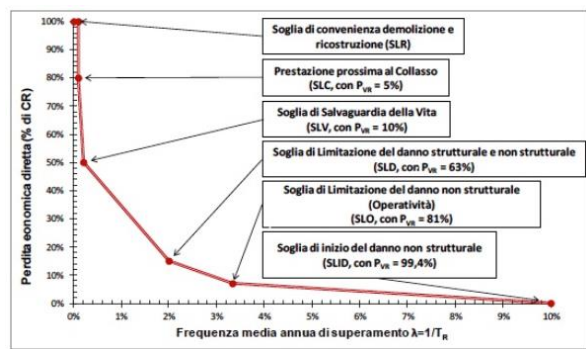 100%
90%
80%
70%
60%
50%
40%
30%
20%
10%
0%
Perdita economica diretta (% di CR)
Soglia di convenienza demolizione e
ricostruzione (SLR)
Prestazione prossima al Collasso
(SLC, con PVR = 5%)
Soglia di Salvaguardia della Vita
(SLV, con PVR = 10%)
Soglia di Limitazione del danno strutturale e non strutturale
(SLD, con PVR = 63%)
Soglia di Limitazione del danno non strutturale
(Operatività)
(SLO, con PVR = 81%)
Soglia di inizio del danno non strutturale
(SLID, con PVR = 99,4%)
0% 1% 2% 3% 4% 5% 6% 7% 8% 9% 10%
Frequenza media annua di superamento λ=1/TR